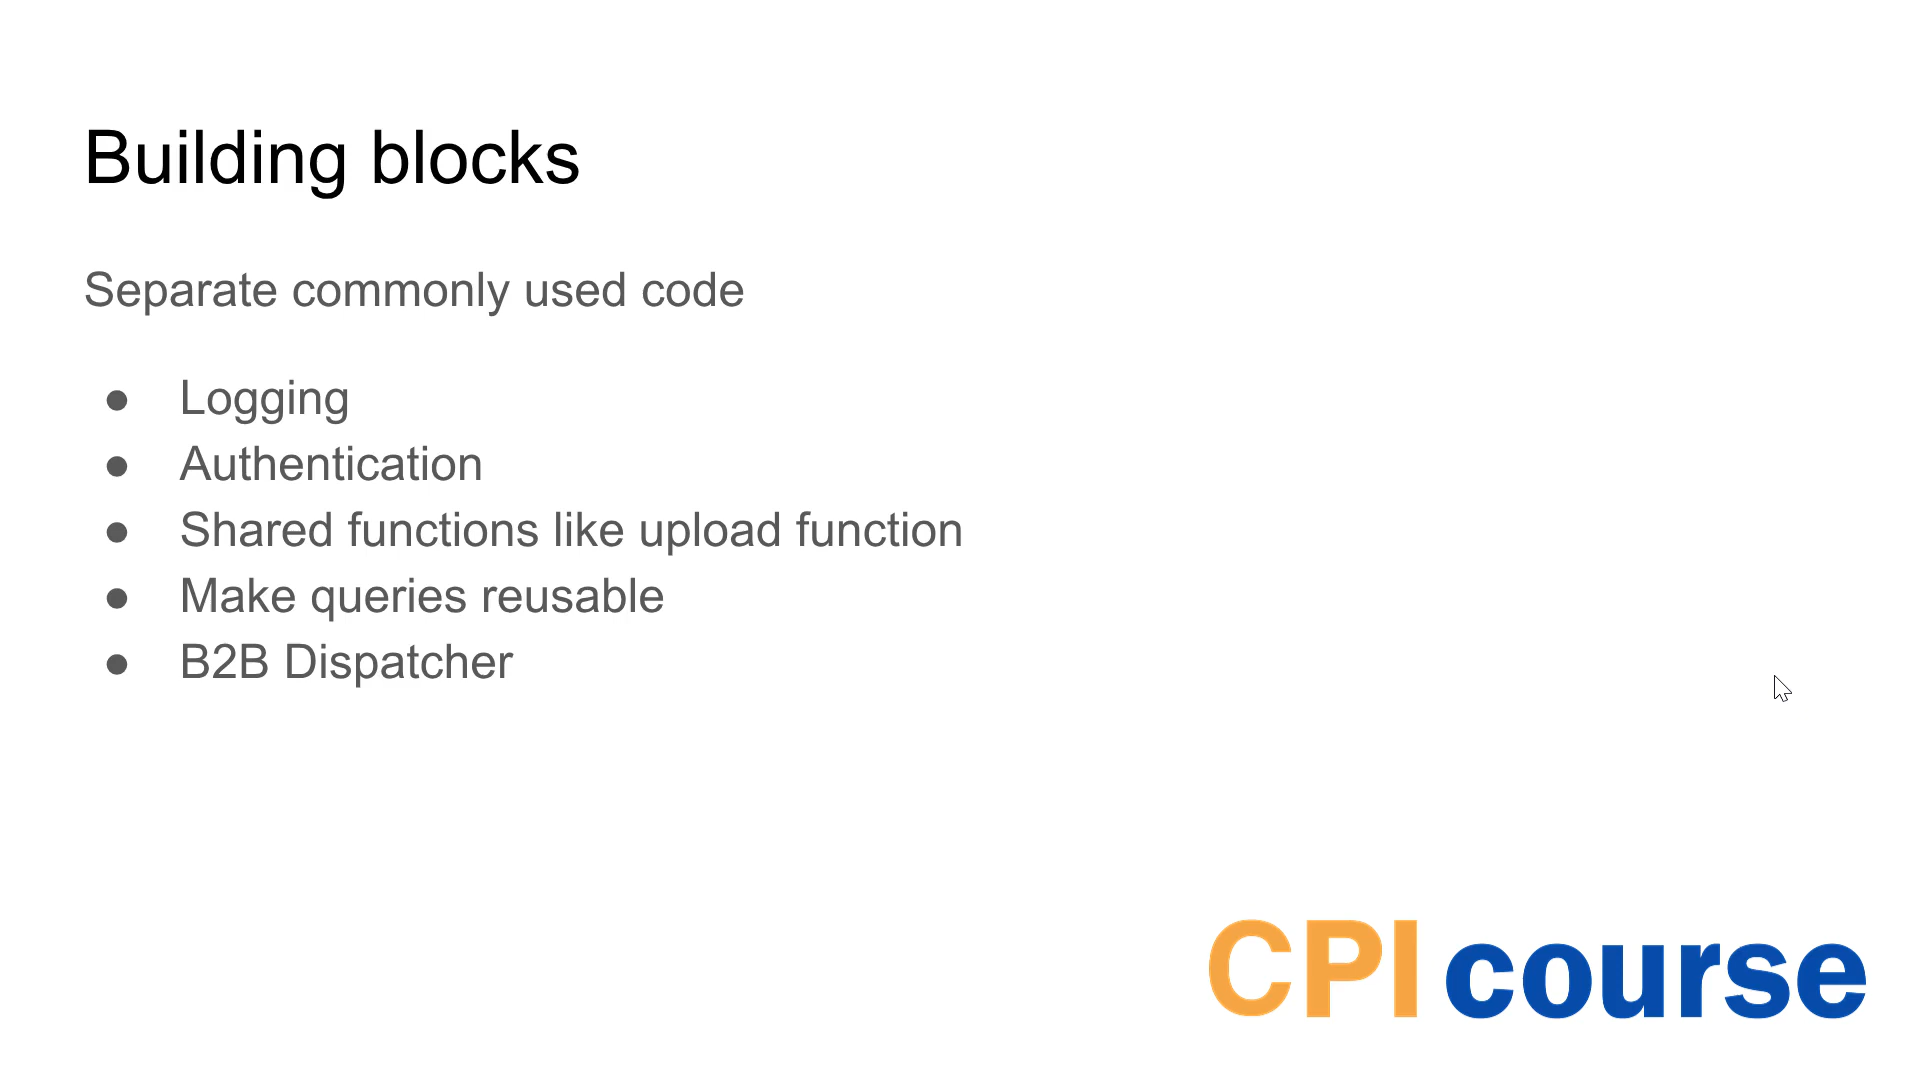 Building blocks
Separate commonly used code
● Logging
● Authentication
● Shared functions like upload function
● Make queries reusable
● B2B Dispatcher
CPI course